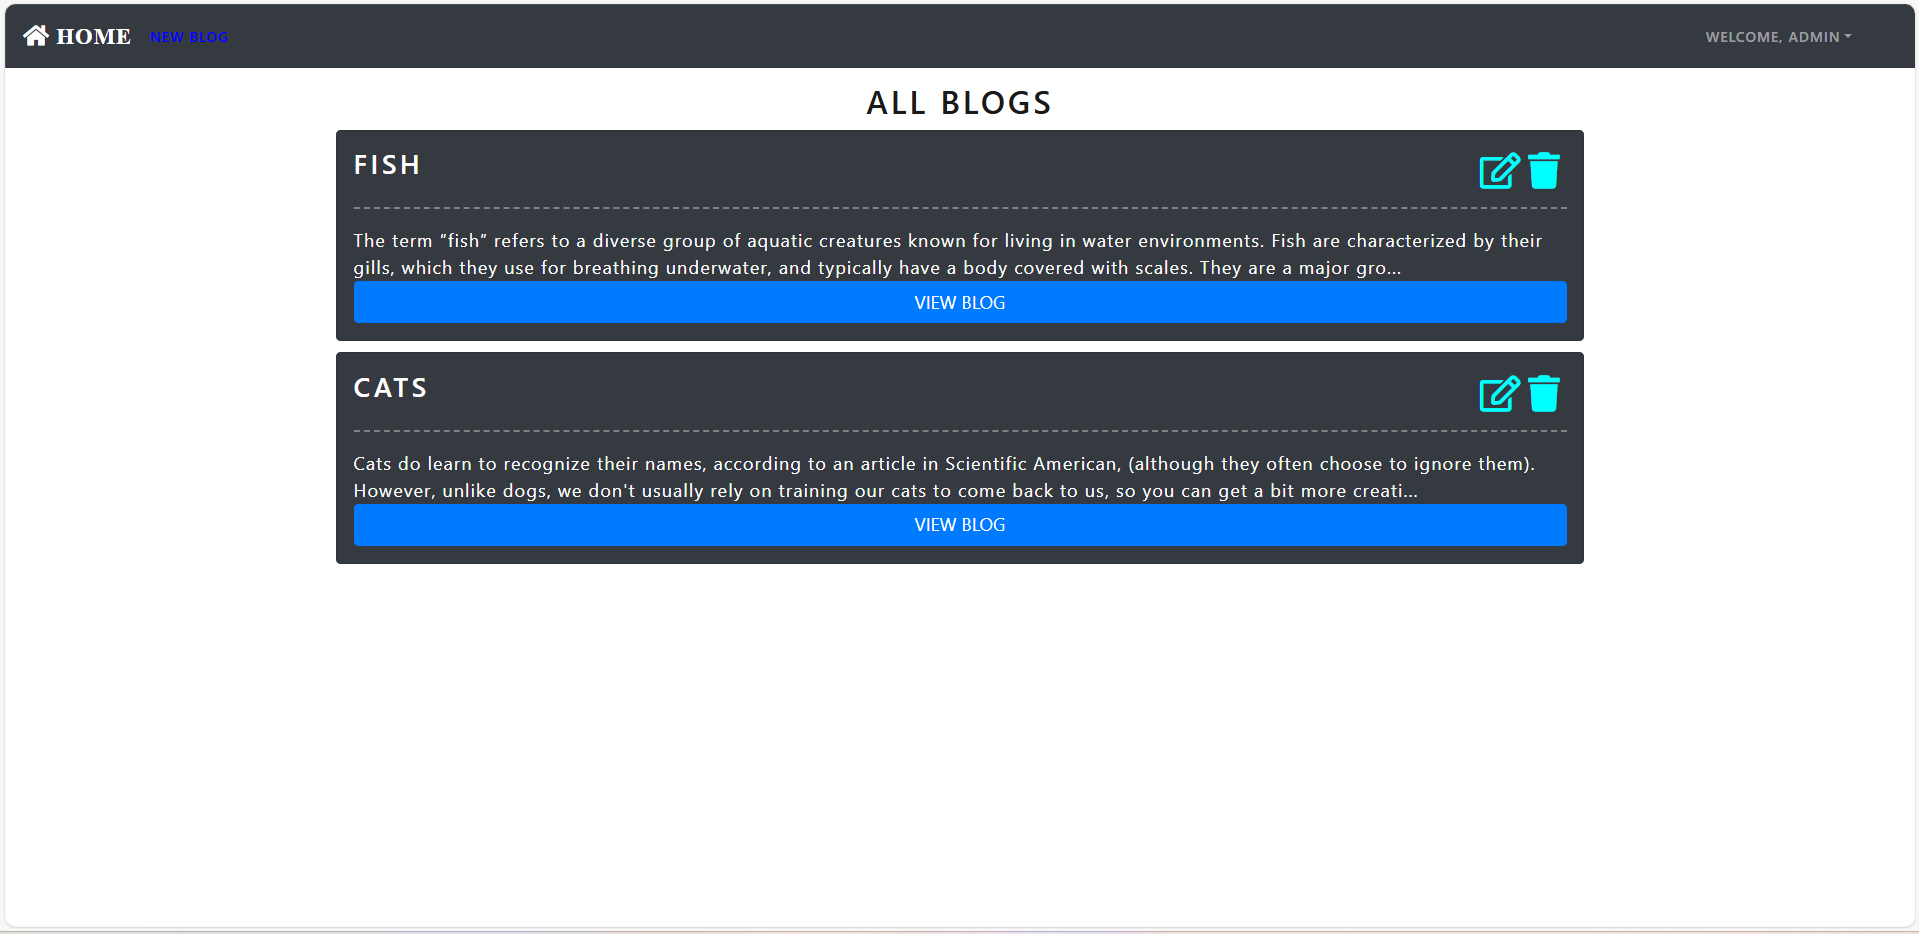 HOME NEW BLOG WELCOME, ADMIN
ALL BLOGS
FISH
The term “fish” refers to a diverse group of aquatic creatures known for living in water environments. Fish are characterized by their
gills, which they use for breathing underwater, and typically have a body covered with scales. They are a major gro...
VIEW BLOG
CATS
Cats do learn to recognize their names, according to an article in Scientific American, (although they often choose to ignore them).
However, unlike dogs, we don't usually rely on training our cats to come back to us, so you can get a bit more creati...
VIEW BLOG